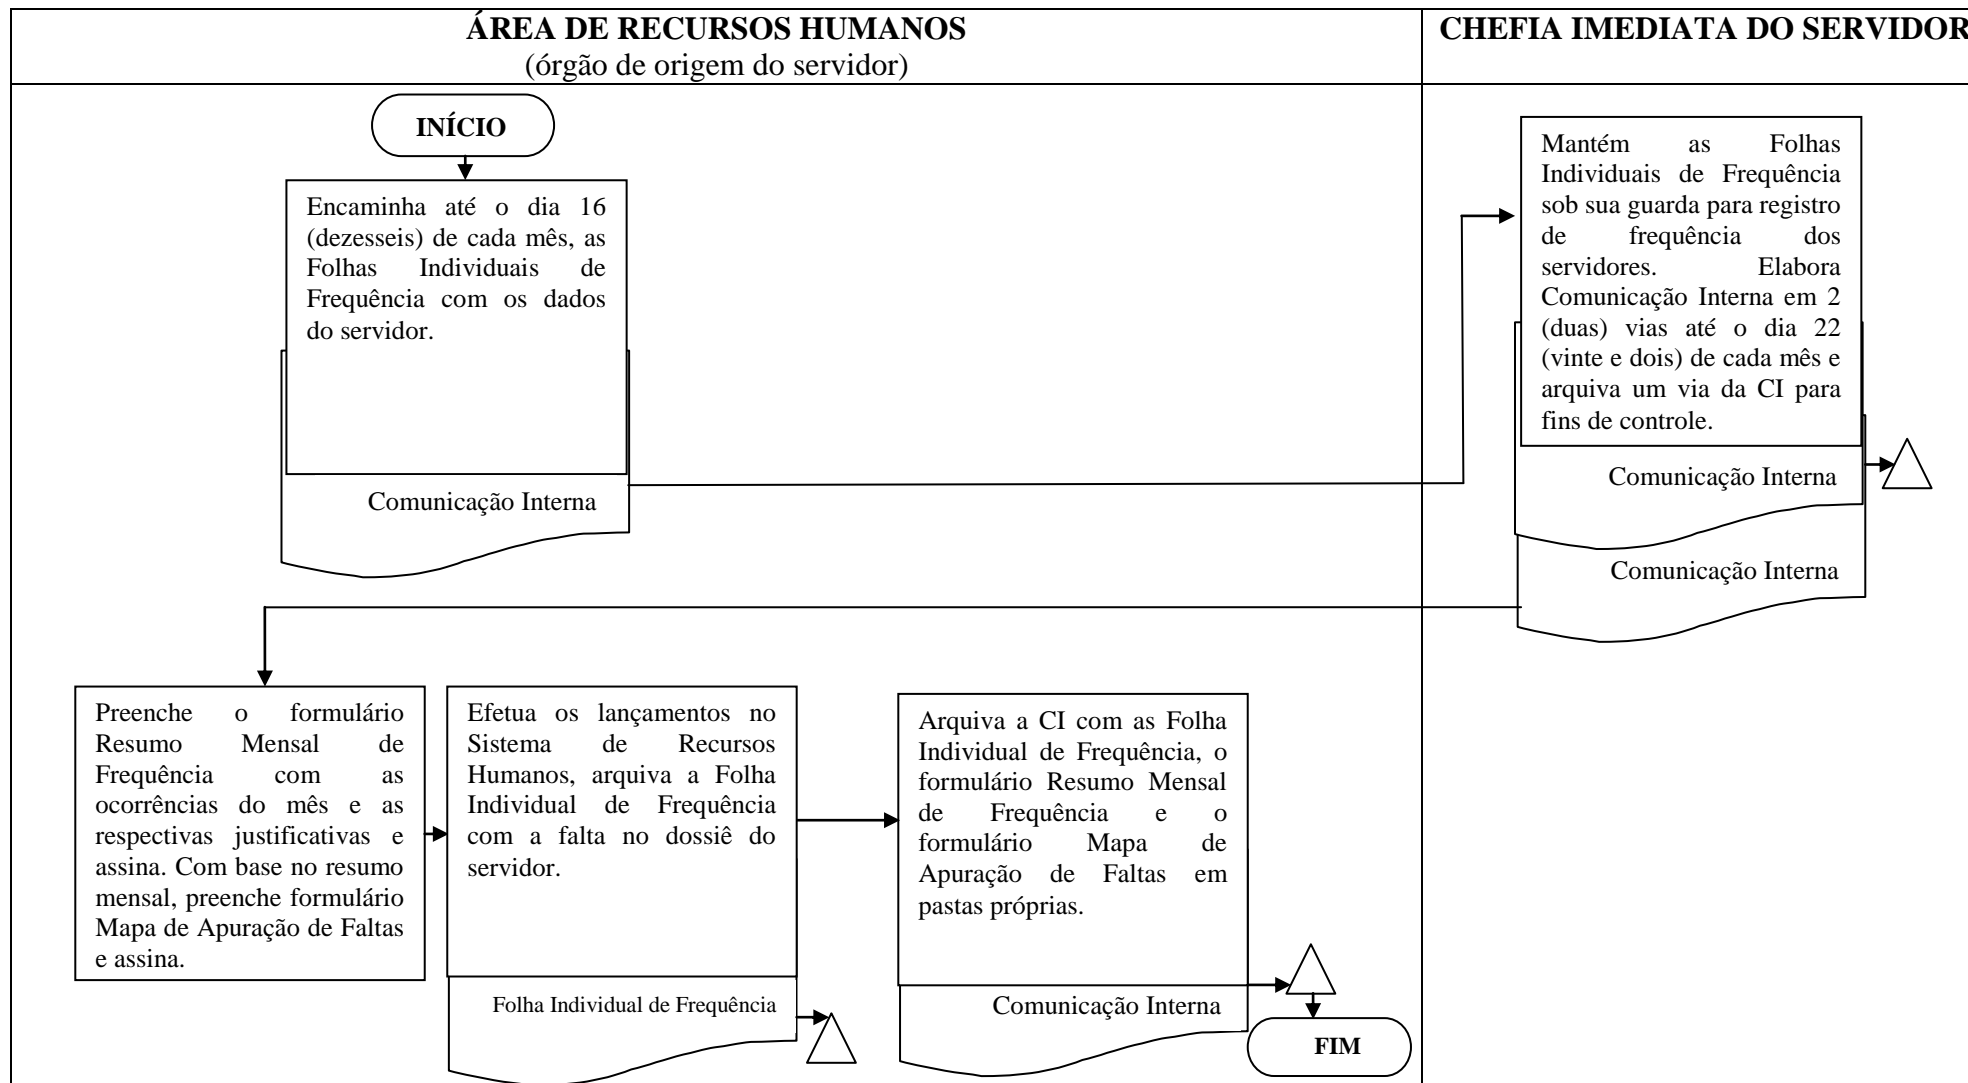 ÁREA DE RECURSOS HUMANOS
(órgão de origem do servidor)
CHEFIA IMEDIATA DO SERVIDOR
INÍCIO
Encaminha até o dia 16
(dezesseis) de cada mês, as
Folhas Individuais de
Frequência com os dados
do servidor.
Comunicação Interna
Mantém as Folhas
Individuais de Frequência
sob sua guarda para registro
de frequência dos
servidores. Elabora
Comunicação Interna em 2
(duas) vias até o dia 22
(vinte e dois) de cada mês e
arquiva um via da CI para
fins de controle.
Comunicação Interna
Comunicação Interna
Preenche o formulário
Resumo Mensal de
Frequência com as
ocorrências do mês e as
respectivas justificativas e
assina. Com base no resumo
mensal, preenche formulário
Mapa de Apuração de Faltas
e assina.
Efetua os lançamentos no
Sistema de Recursos
Humanos, arquiva a Folha
Individual de Frequência
com a falta no dossiê do
servidor.
Folha Individual de Frequência
Arquiva a CI com as Folha
Individual de Frequência, o
formulário Resumo Mensal
de Frequência e o
formulário Mapa de
Apuração de Faltas em
pastas próprias.
Comunicação Interna
FIM